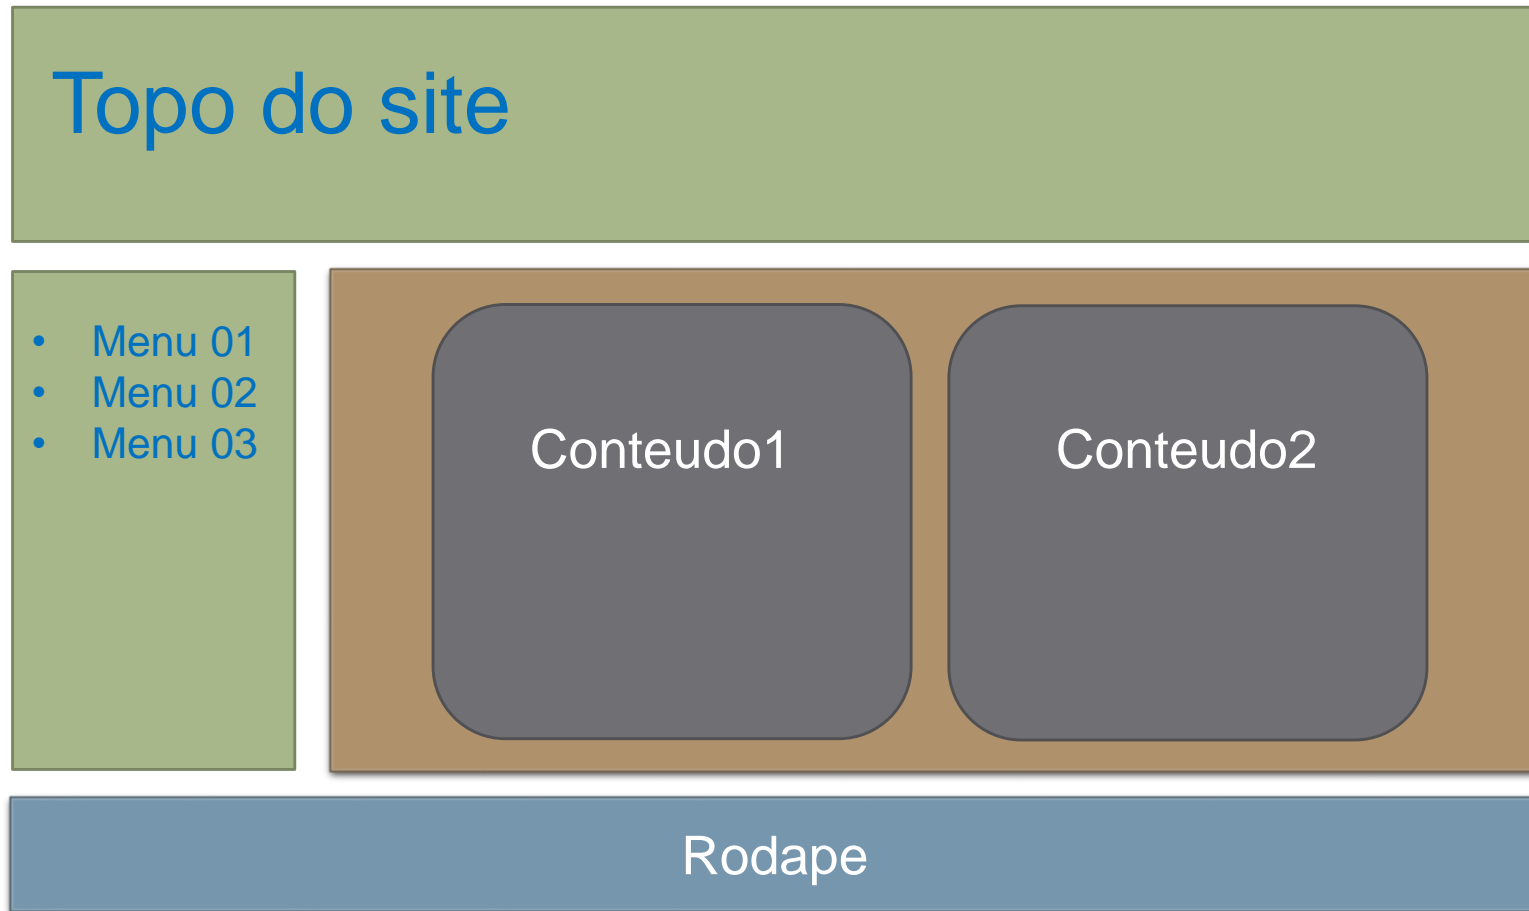 Topo do site
• Menu 01
• Menu 02
• Menu 03
Conteudo1
Conteudo2
Rodape